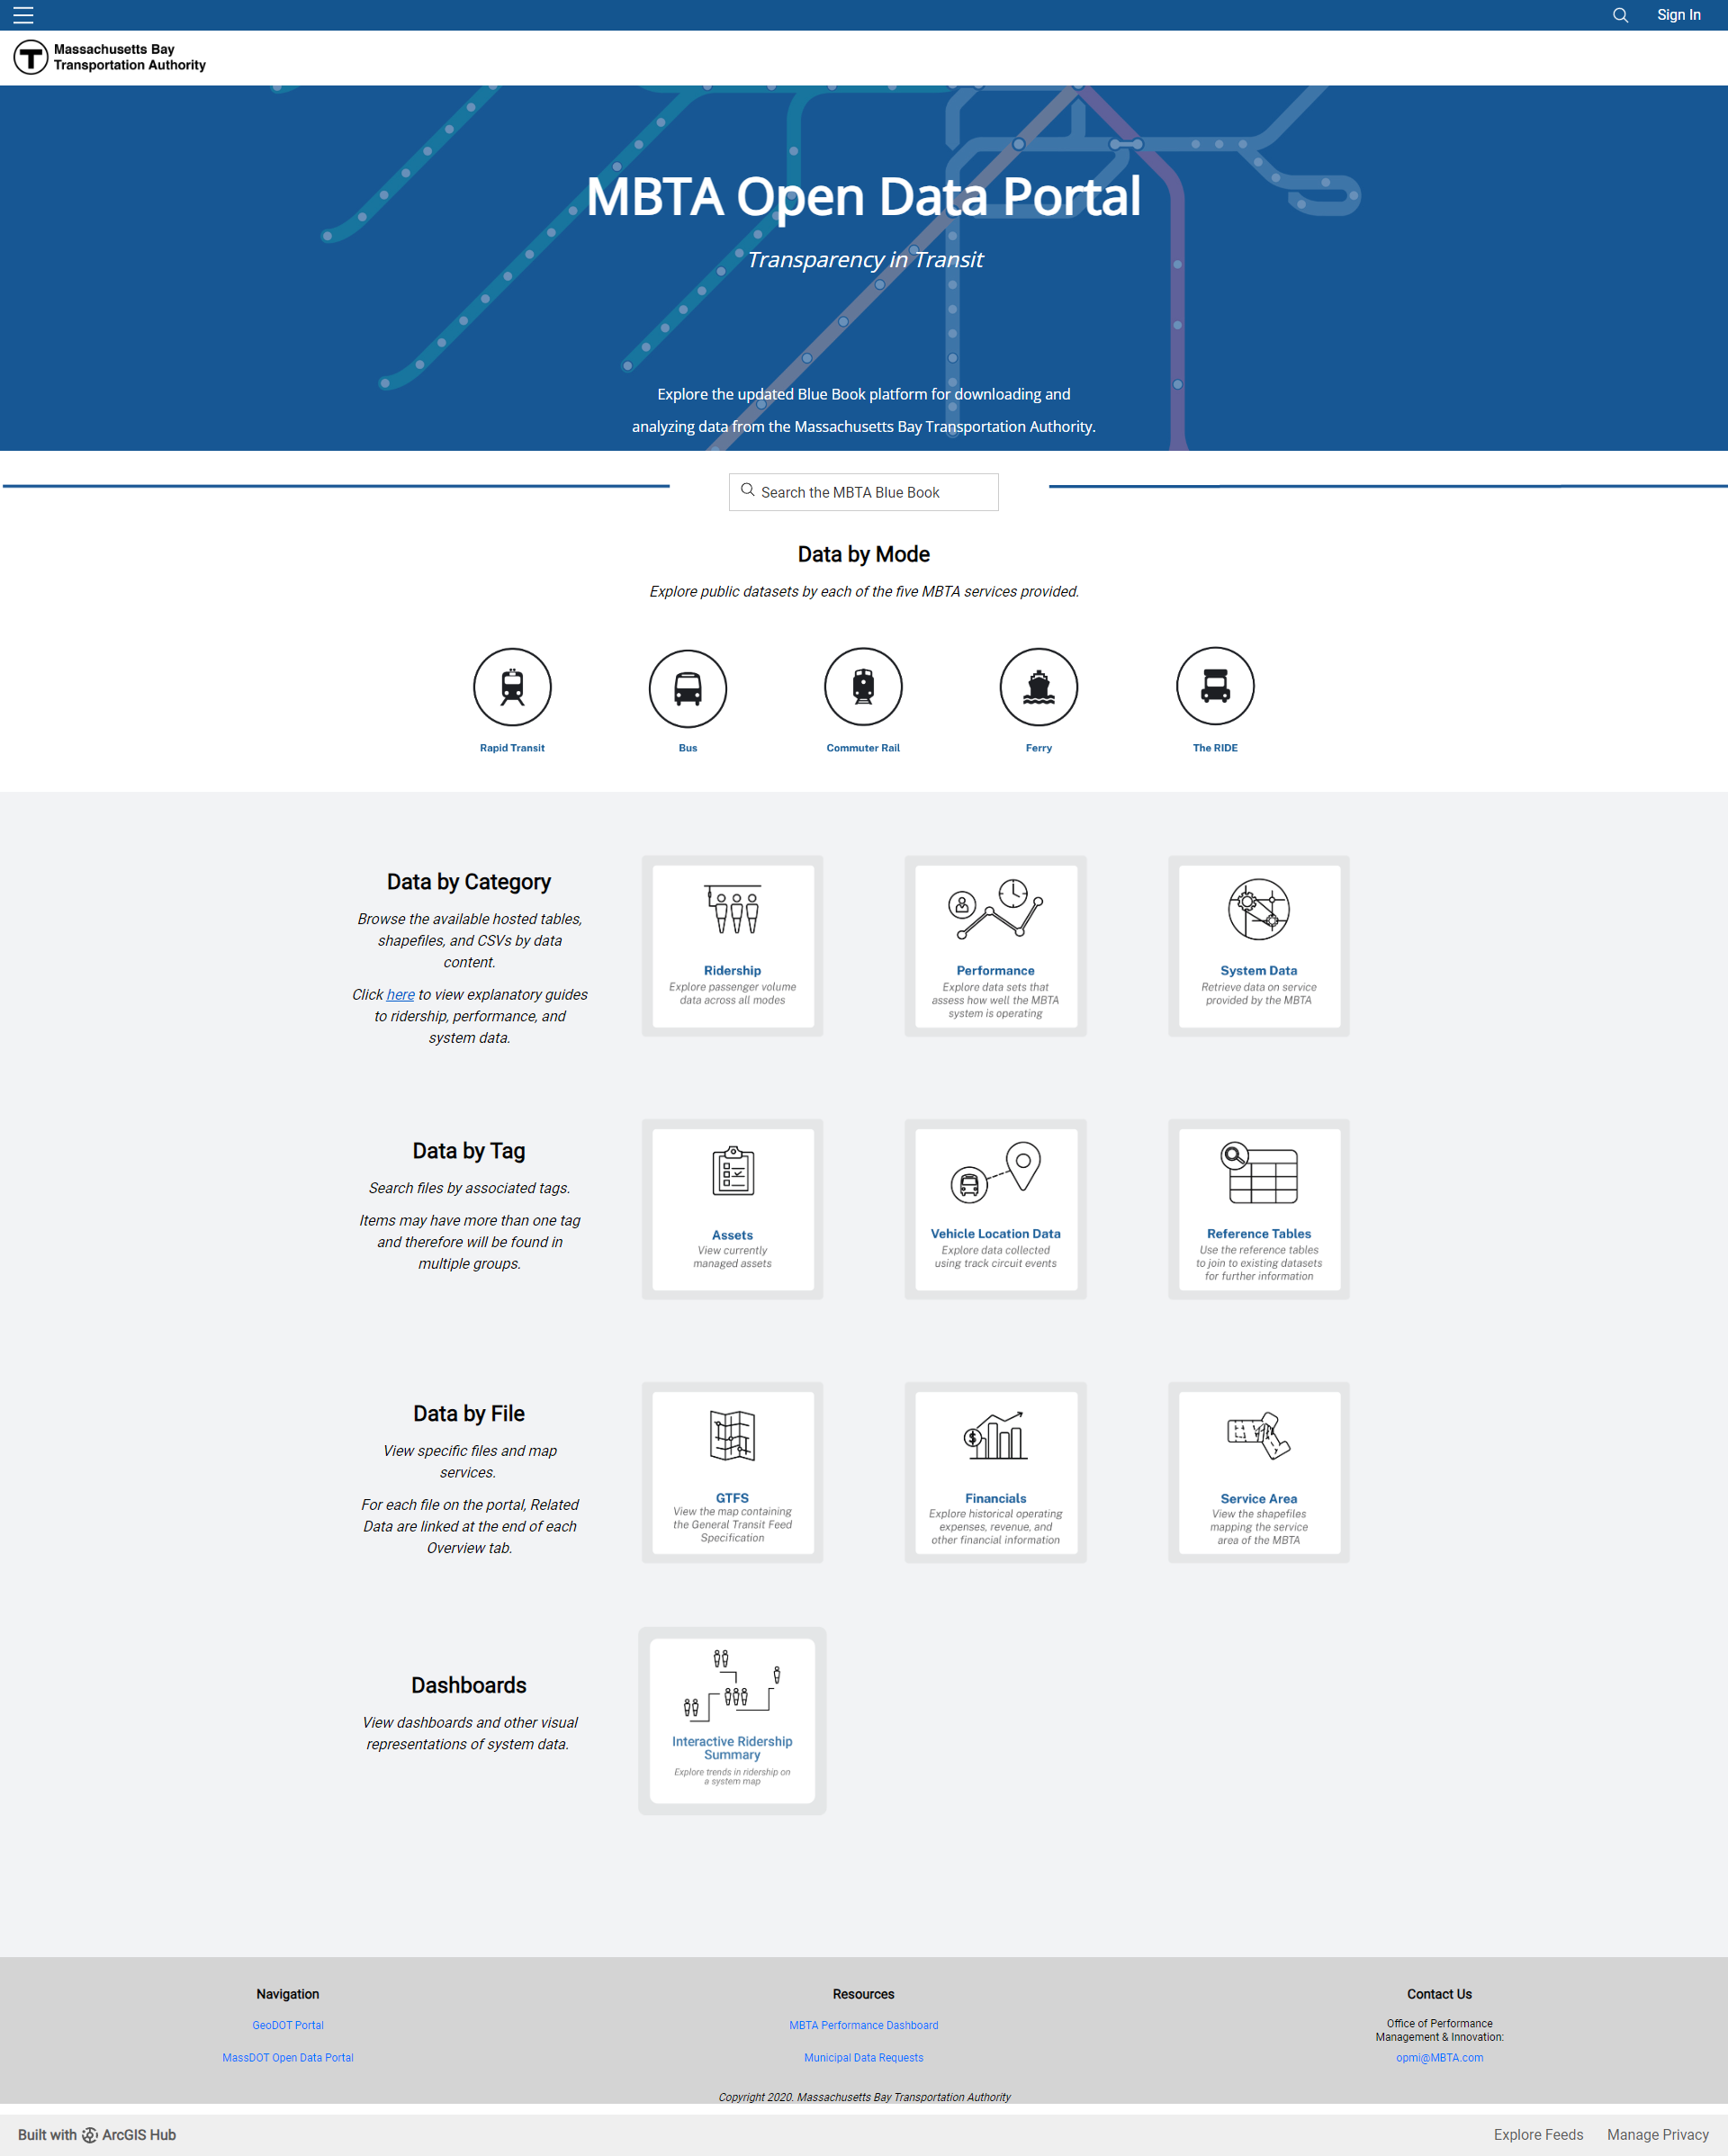 Sign In
T
Massachusetts Bay
Transportation Authority
MBTA Open Data Portal
Transparency in Transit
Explore the updated Blue Book platform for downloading and
analyzing data from the Massachusetts Bay Transportation Authority.
Search the MBTA Blue Book
Data by Mode
Explore public datasets by each of the five MBTA services provided.
Rapid Transit
Bus
Commuter Rail
Ferry
The RIDE
Data by Category
Browse the available hosted tables,
shapefiles, and CSVs by data
content.
Click here to view explanatory guides
to ridership, performance, and
system data.
Ridership
Explore passenger volume
data across all modes
Performance
Explore data sets that
assess how well the MBTA
system is operating
System Data
Retrieve data on service
provided by the MBTA
Data by Tag
Search files by associated tags.
Items may have more than one tag
and therefore will be found in
multiple groups.
Assets
View currently
managed assets
Vehicle Location Data
Explore data collected
using track circuit events
Reference Tables
Use the reference tables
to join to existing datasets
for further information
Data by File
View specific files and map
services.
For each file on the portal, Related
Data are linked at the end of each
Overview tab.
GTFS
View the map containing
the General Transit Feed
Specification
$
Financials
Explore historical operating
expenses, revenue, and
other financial information
Service Area
View the shapefiles
mapping the service
area of the MBTA
Dashboards
View dashboards and other visual
representations of system data.
Interactive Ridership
Summary
Explore trends in ridership on
a system map
Navigation
GeoDOT Portal
MassDOT Open Data Portal
Resources
MBTA Performance Dashboard
Municipal Data Requests
Contact Us
Office of Performance
Management & Innovation:
opmi@MBTA.com
Copyright 2020. Massachusetts Bay Transportation Authority
Built with ArcGIS Hub
Explore Feeds
Manage Privacy